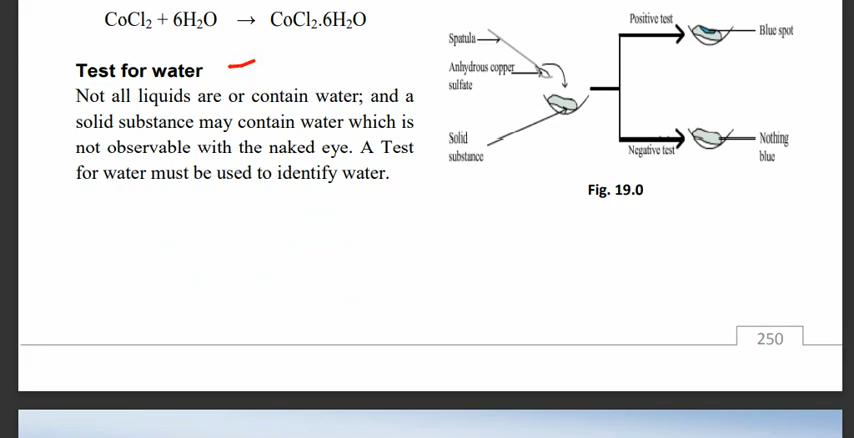 CoCl₂ + 6H₂O → CoCl₂.6H₂O
Test for water
Not all liquids are or contain water; and a
solid substance may contain water which is
not observable with the naked eye. A Test
for water must be used to identify water.
Spatula
Anhydrous copper
sulfate
Solid
substance
Positive test
Blue spot
Negative test
Nothing
blue
Fig. 19.0
250